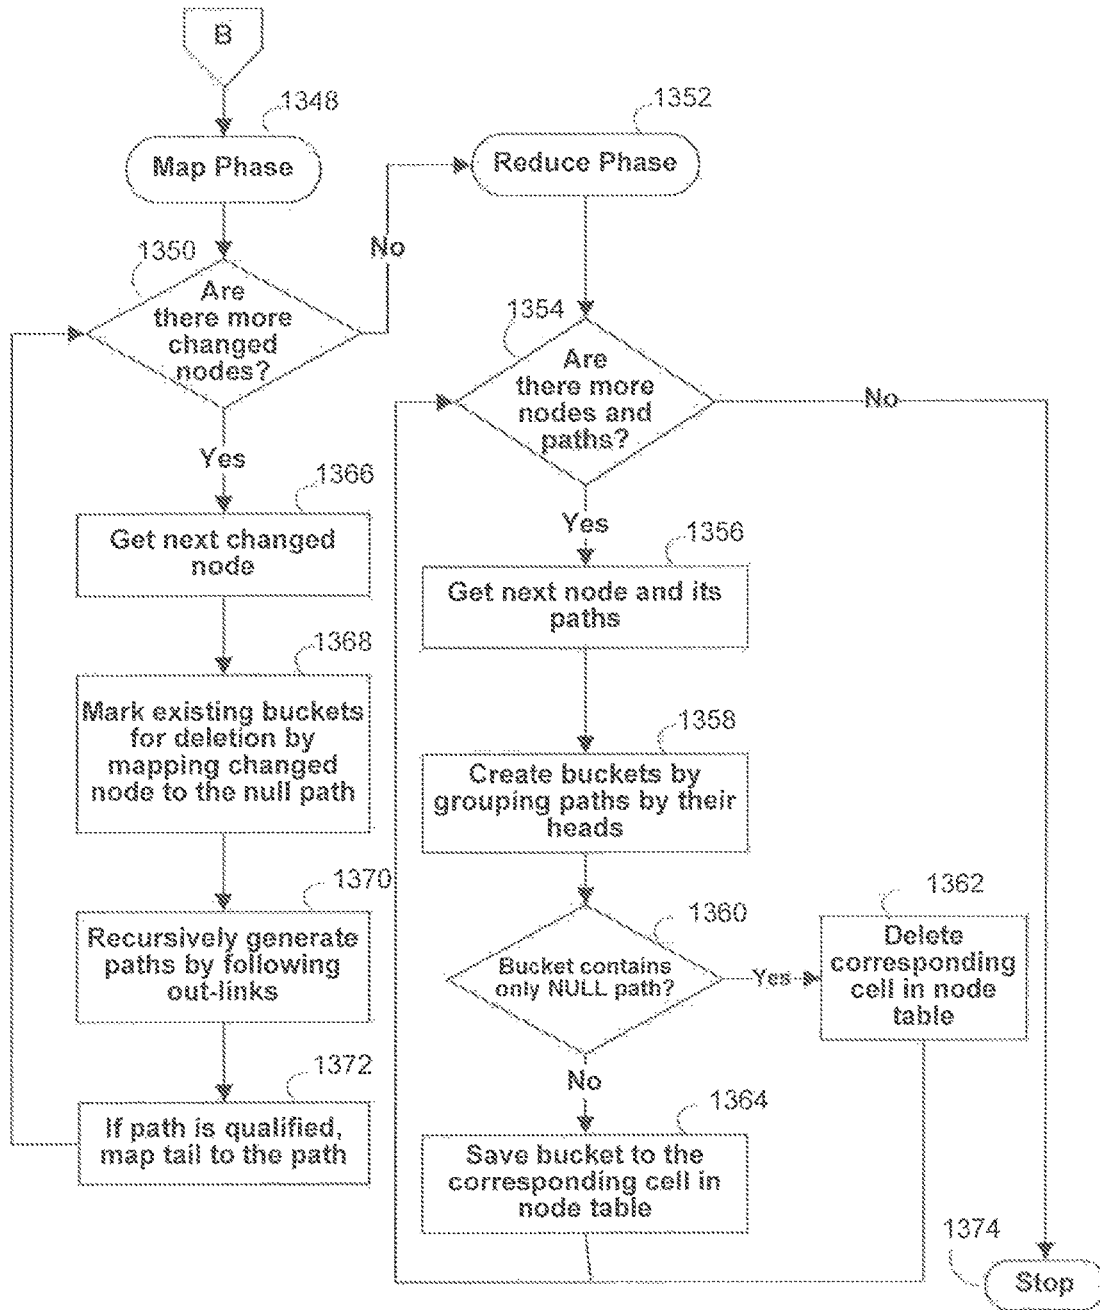 B
1348
Map Phase
1350
Are
there more
changed
nodes?
No
Yes
1366
Get next changed
node
1368
Mark existing buckets
for deletion by
mapping changed
node to the null path
1370
Recursively generate
paths by following
out-links
1372
If path is qualified,
map tail to the path
1352
Reduce Phase
1354
Are
there more
nodes and
paths?
No
Yes
1356
Get next node and its
paths
1358
Create buckets by
grouping paths by their
heads
1360
Bucket contains
only NULL path?
Yes
1362
Delete
corresponding
cell in node
table
No
1364
Save bucket to the
corresponding cell in
node table
1374
Stop